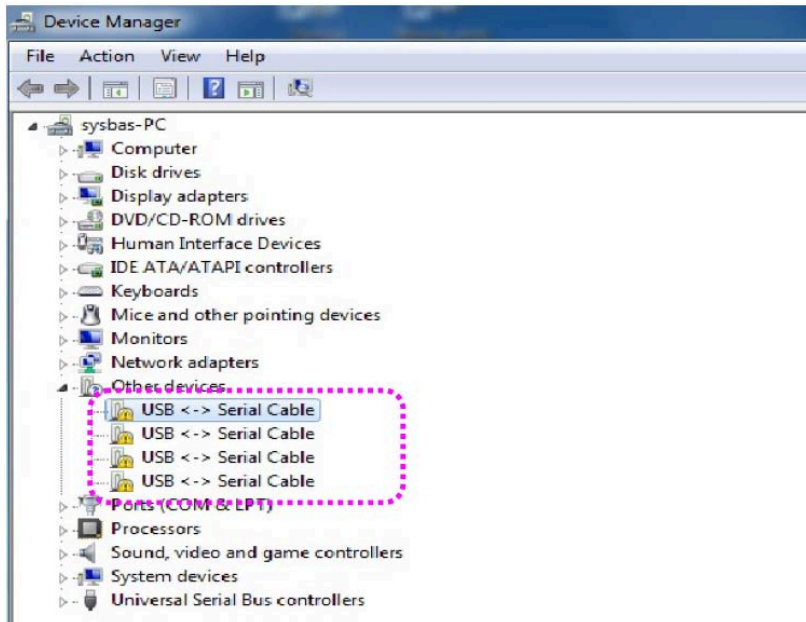 Device Manager
File Action View Help
sysbas-PC
Computer
Disk drives
Display adapters
DVD/CD-ROM drives
Human Interface Devices
IDE ATA/ATAPI controllers
Keyboards
Mice and other pointing devices
Monitors
Network adapters
Other devices
USB <-> Serial Cable
USB <-> Serial Cable
USB <-> Serial Cable
USB <-> Serial Cable
Ports (COM & LPT)
Processors
Sound, video and game controllers
System devices
Universal Serial Bus controllers